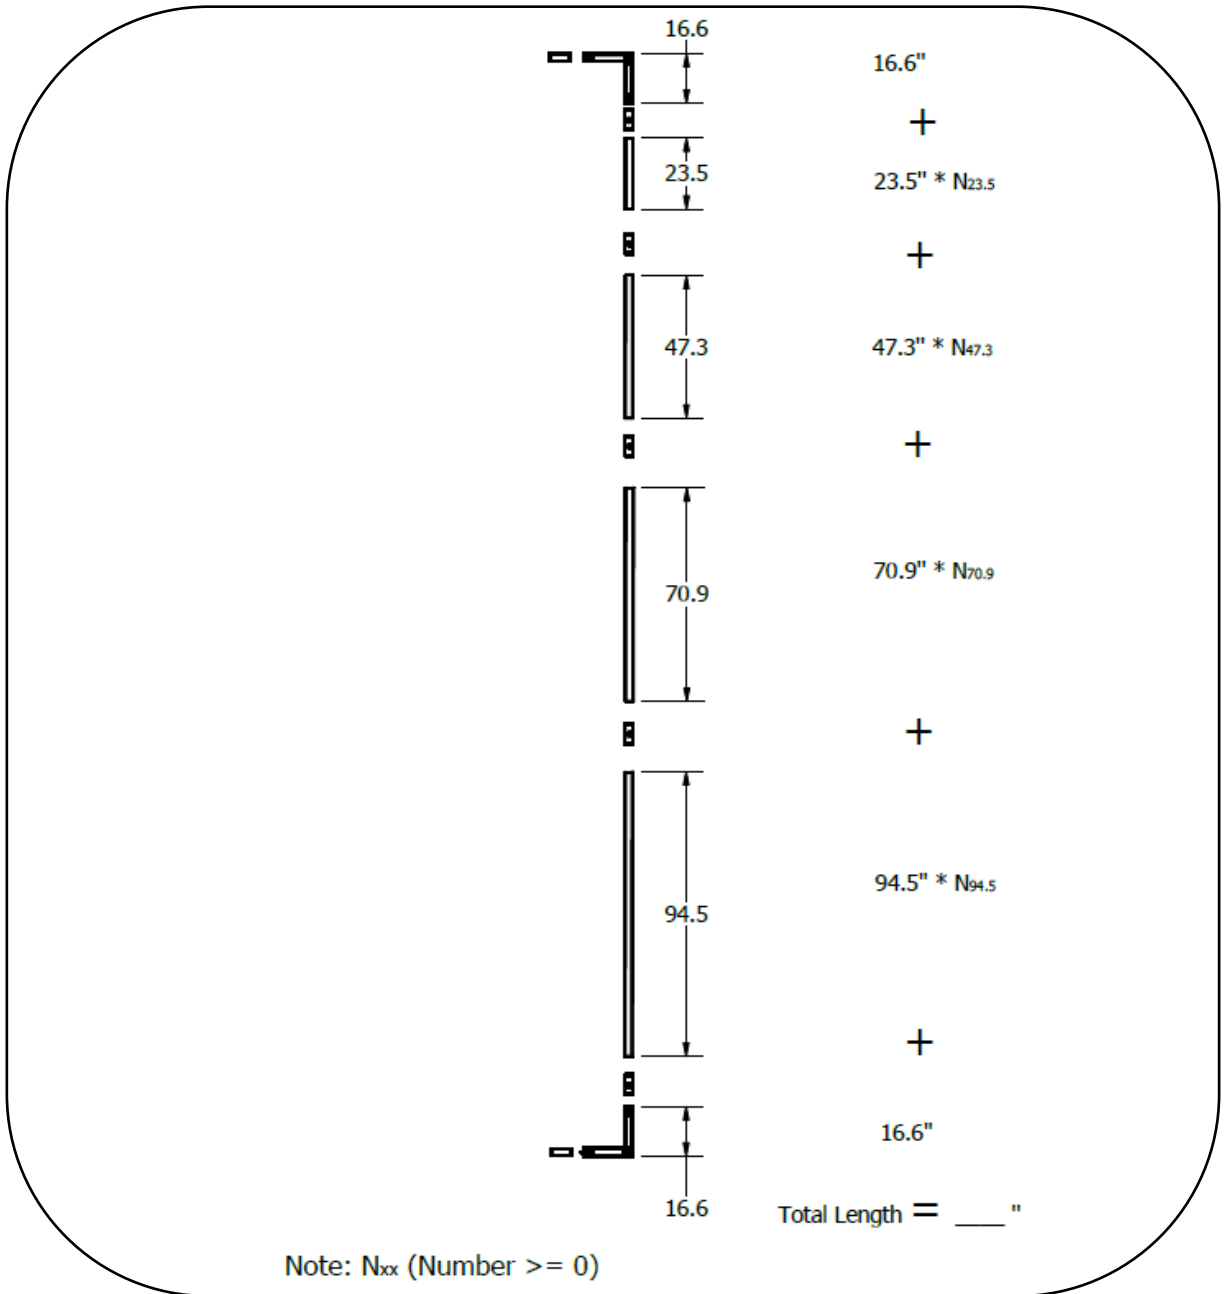 16.6
16.6"
+
23.5
23.5" * N23.5
+
47.3
47.3" * N47.3
+
70.9
70.9" * N70.9
+
94.5
94.5" * N94.5
+
16.6"
16.6
Total Length = ___ "
Note: Nxx (Number >= 0)